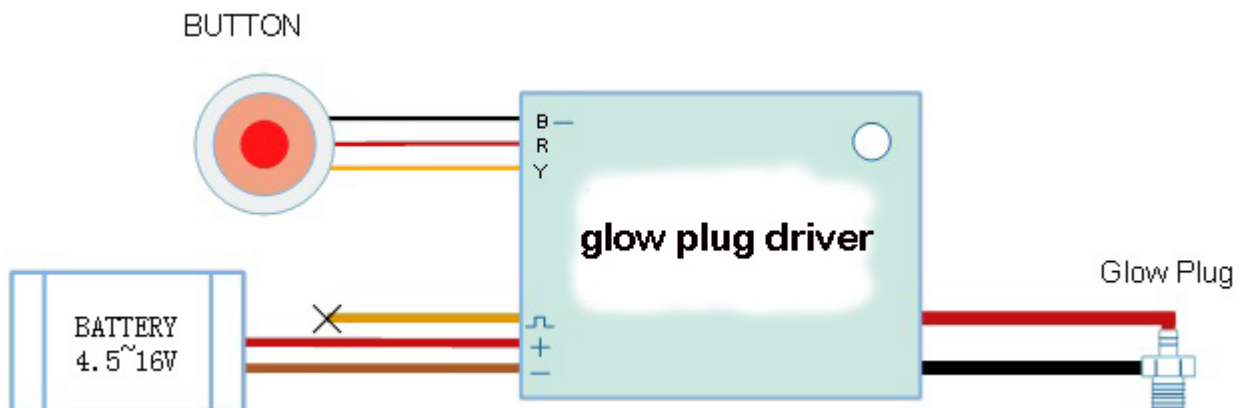 BUTTON
B —
R
Y
glow plug driver
Glow Plug
BATTERY
4.5~16V
+
—